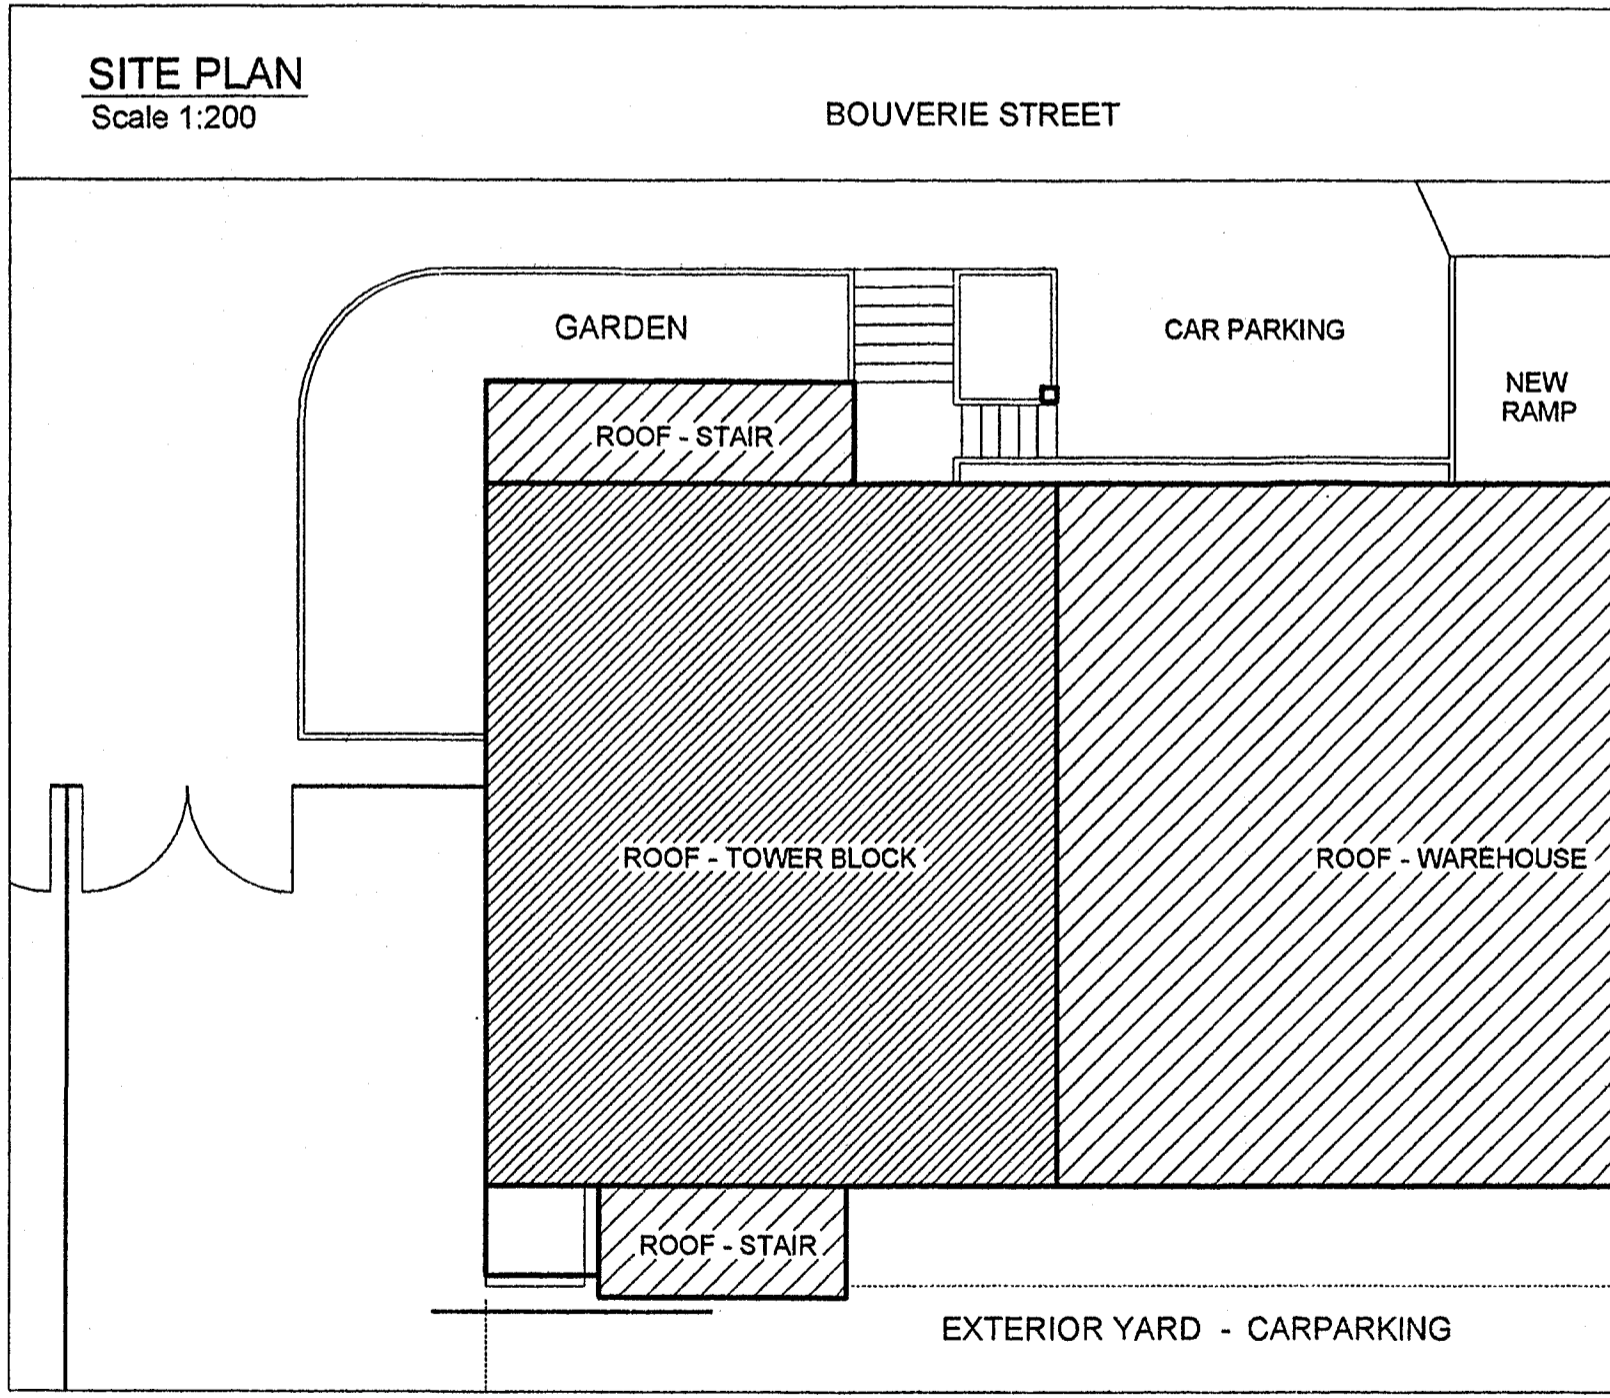 SITE PLAN
Scale 1:200
BOUVERIE STREET
GARDEN
CAR PARKING
NEW
RAMP
ROOF - STAIR
ROOF - TOWER BLOCK
ROOF - WAREHOUSE
ROOF - STAIR
EXTERIOR YARD - CARPARKING